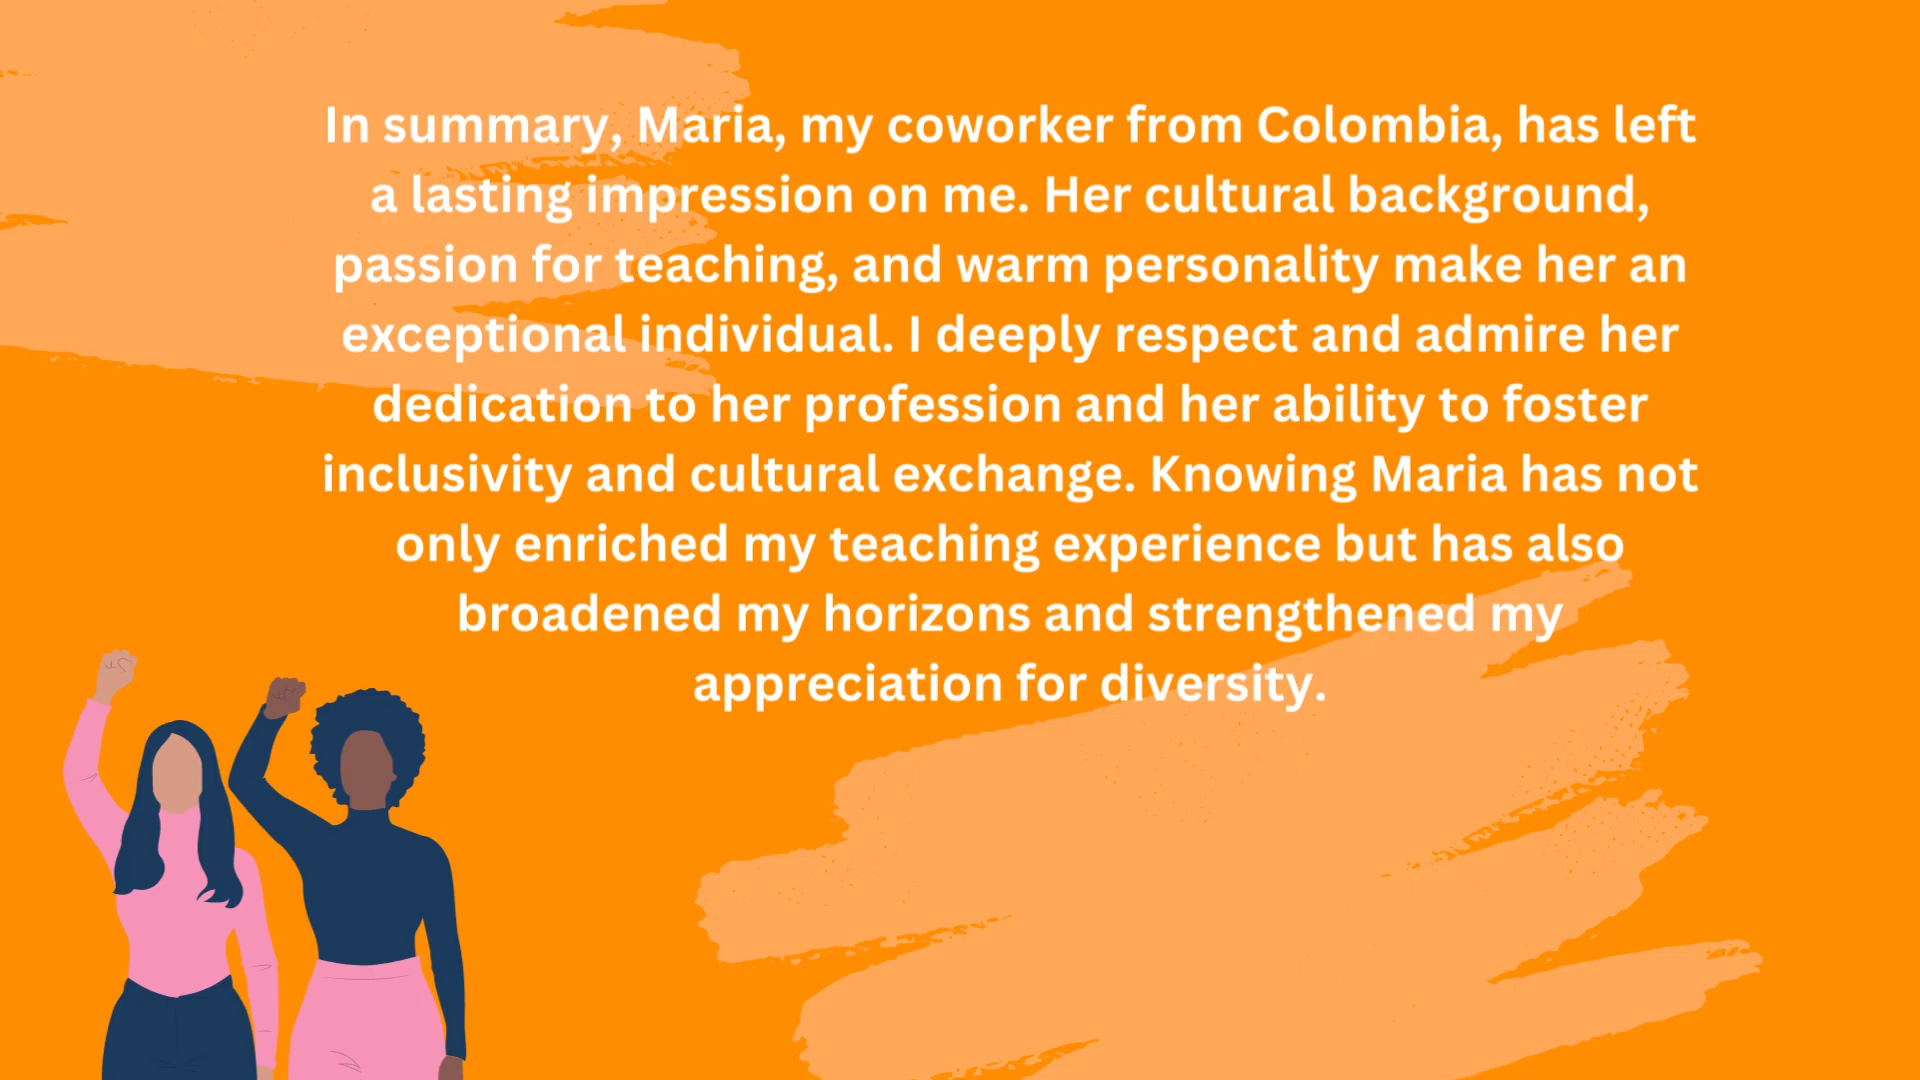 In summary, Maria, my coworker from Colombia, has left
a lasting impression on me. Her cultural background,
passion for teaching, and warm personality make her an
exceptional individual. I deeply respect and admire her
dedication to her profession and her ability to foster
inclusivity and cultural exchange. Knowing Maria has not
only enriched my teaching experience but has also
broadened my horizons and strengthened my
appreciation for diversity.